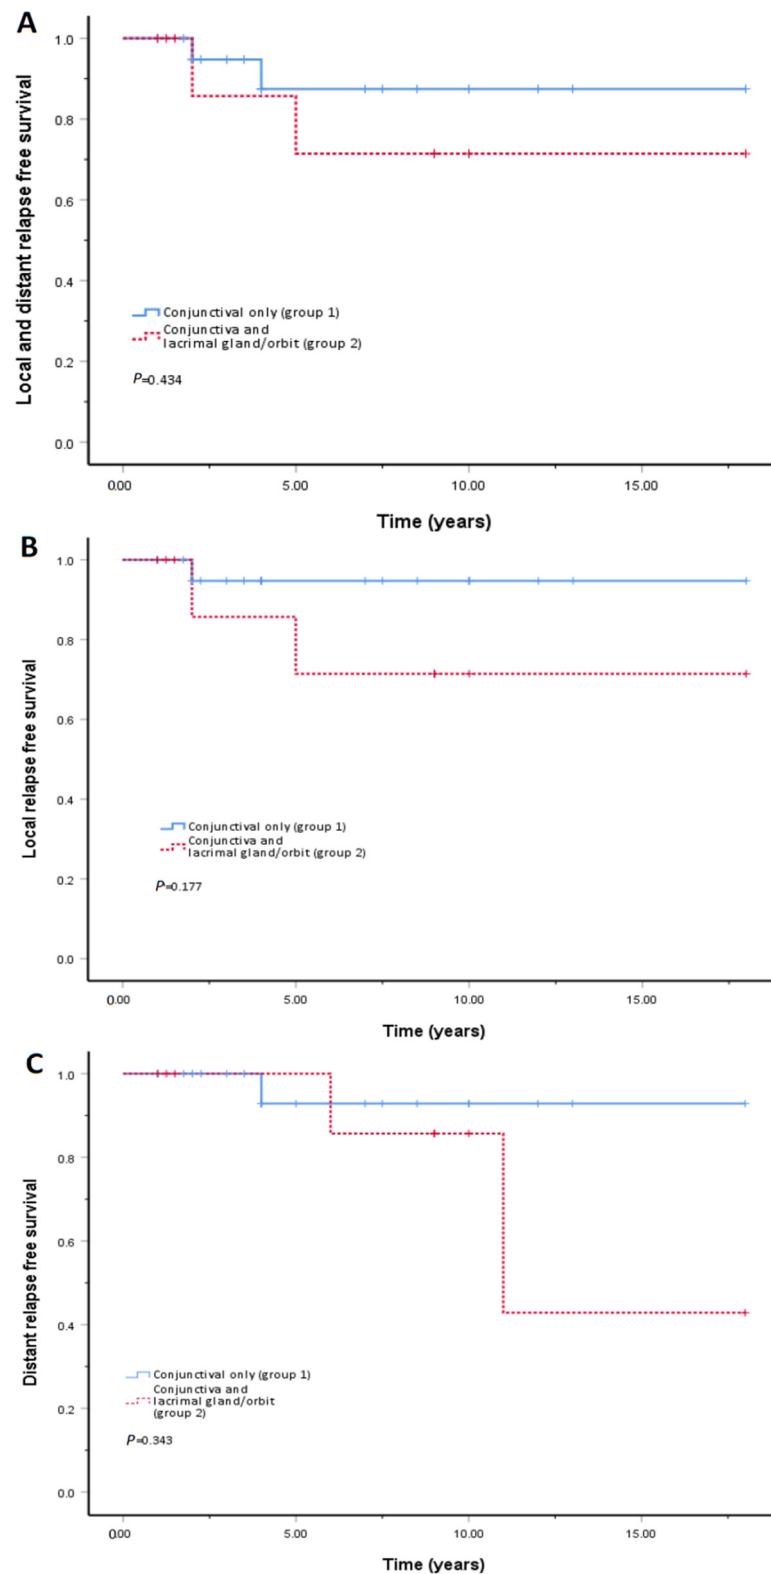 A
Local and distant relapse free survival
1.0
0.8
0.6
0.4
0.2
0.0
Conjunctival only (group 1)
Conjunctiva and
lacrimal gland/orbit (group 2)
P=0.434
0.00 5.00 10.00 15.00
Time (years)
B
Local relapse free survival
1.0
0.8
0.6
0.4
0.2
0.0
Conjunctival only (group 1)
Conjunctiva and
lacrimal gland/orbit (group 2)
P=0.177
0.00 5.00 10.00 15.00
Time (years)
C
Distant relapse free survival
1.0
0.8
0.6
0.4
0.2
0.0
Conjunctival only (group 1)
Conjunctiva and
lacrimal gland/orbit
(group 2)
P=0.343
0.00 5.00 10.00 15.00
Time (years)